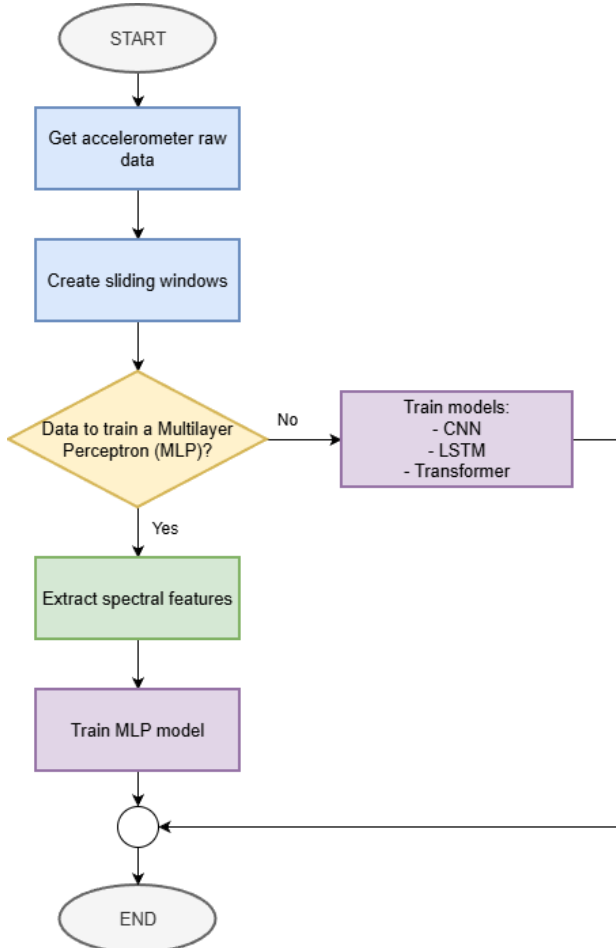 START
Get accelerometer raw
data
Create sliding windows
Data to train a Multilayer
Perceptron (MLP)?
No
Train models:
- CNN
- LSTM
- Transformer
Yes
Extract spectral features
Train MLP model
END